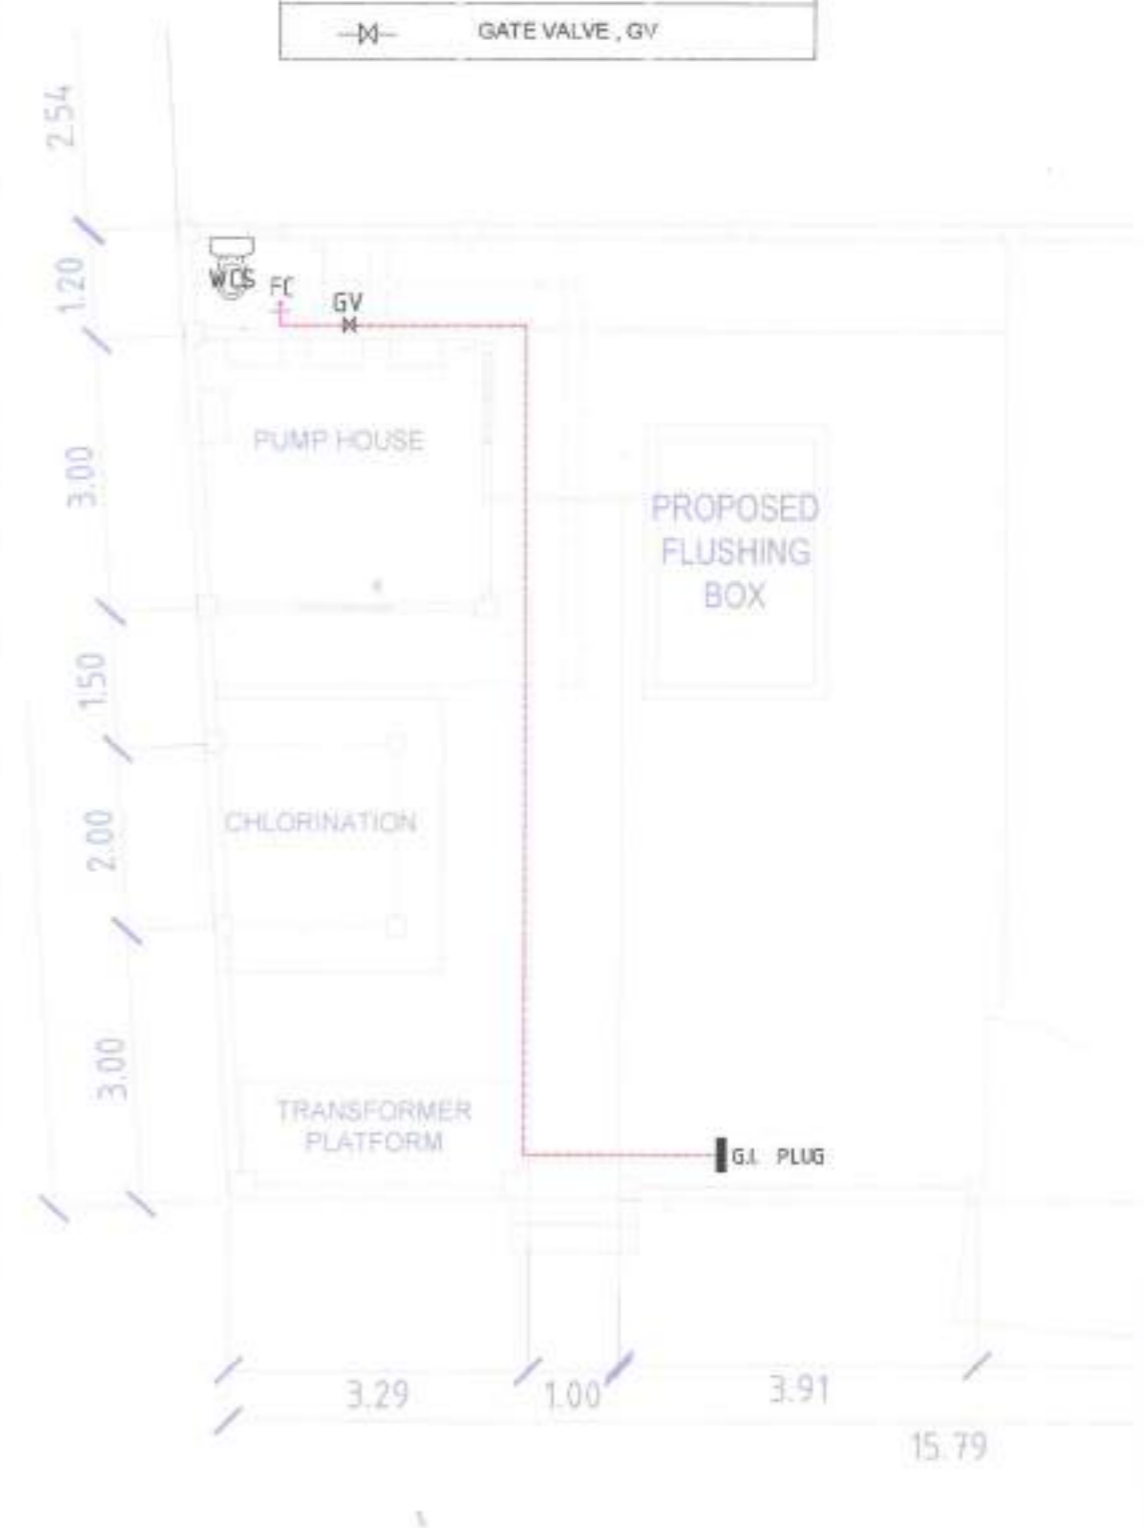 GATE VALVE , GV
2.54
WCS
FC
1.20
GV
PUMP HOUSE
3.00
PROPOSED
FLUSHING
BOX
1.50
CHLORINATION
2.00
3.00
TRANSFORMER
PLATFORM
G.I. PLUG
3.29
1.00
3.91
15.79